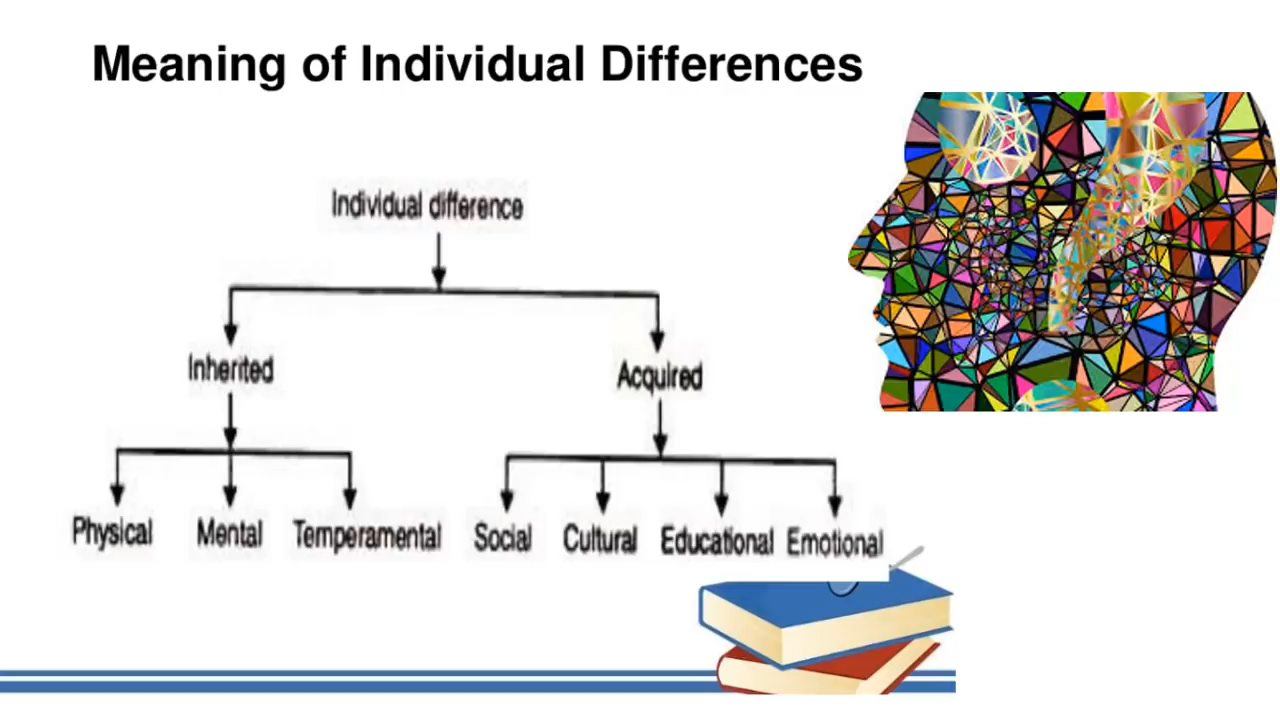 Meaning of Individual Differences
Individual difference
Inherited
Acquired
Physical Mental Temperamental Social Cultural Educational Emotional